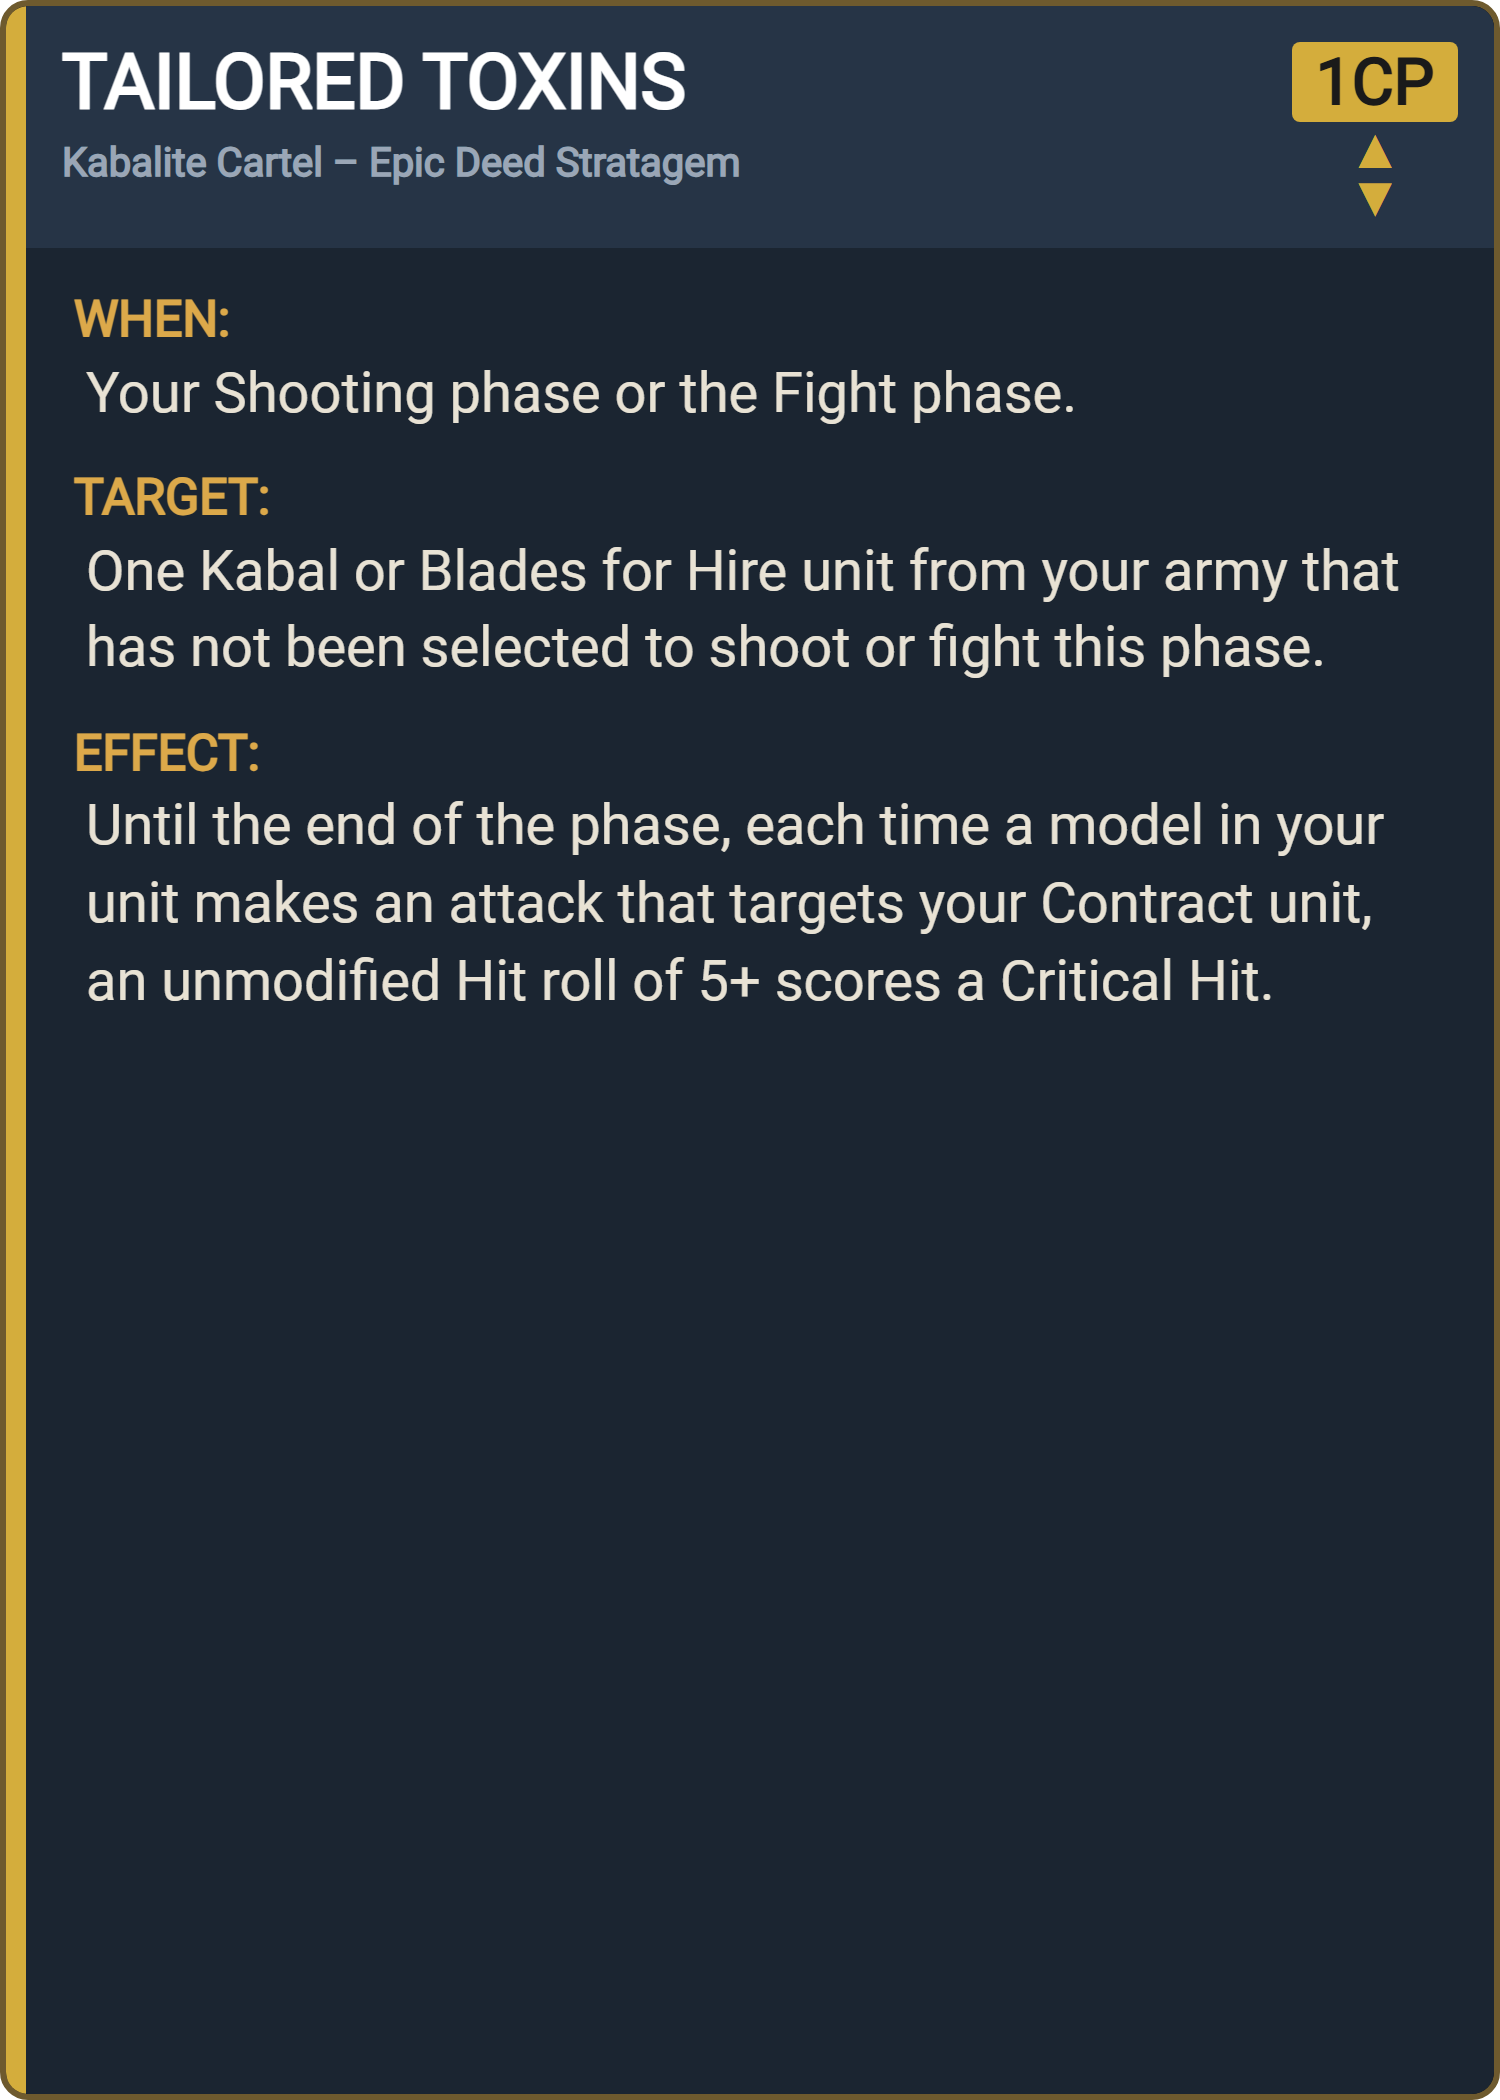 TAILORED TOXINS
1CP
Kabalite Cartel – Epic Deed Stratagem
▲
▼
WHEN:
Your Shooting phase or the Fight phase.
TARGET:
One Kabal or Blades for Hire unit from your army that
has not been selected to shoot or fight this phase.
EFFECT:
Until the end of the phase, each time a model in your
unit makes an attack that targets your Contract unit,
an unmodified Hit roll of 5+ scores a Critical Hit.